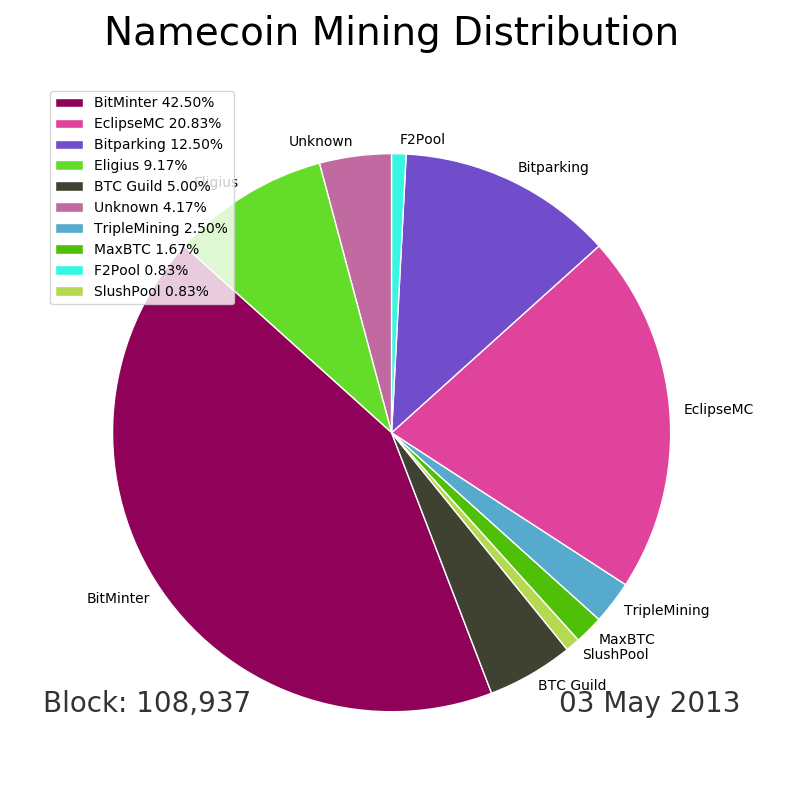 Namecoin Mining Distribution
BitMinter 42.50%
EclipseMC 20.83%
Bitparking 12.50%
Eligius 9.17%
BTC Guild 5.00%
Unknown 4.17%
TripleMining 2.50%
MaxBTC 1.67%
F2Pool 0.83%
SlushPool 0.83%
Unknown
F2Pool
Bitparking
Eligius
EclipseMC
BitMinter
TripleMining
MaxBTC
SlushPool
BTC Guild
Block: 108,937
03 May 2013